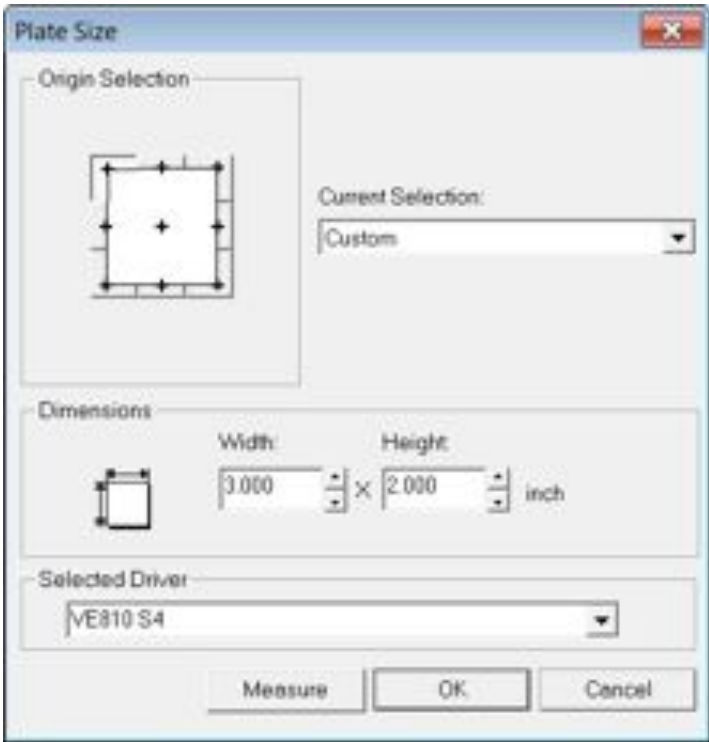 Plate Size
Origin Selection
Current Selection:
Custom
Dimensions
Width: Height:
3.000 X 2.000 inch
Selected Driver
VE810 S4
Measure OK Cancel